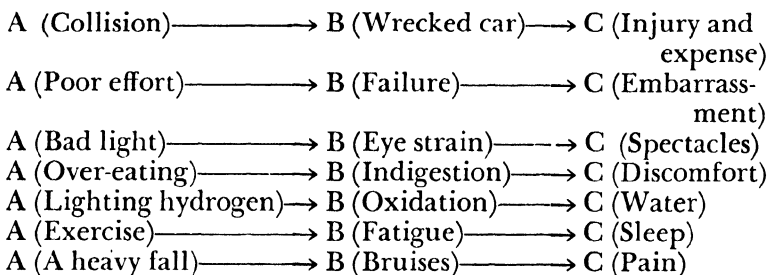 A (Collision)⟶B (Wrecked car)⟶C (Injury and
expense)
A (Poor effort)⟶B (Failure)⟶C (Embarrass-
ment)
A (Bad light)⟶B (Eye strain)⟶C (Spectacles)
A (Over-eating)⟶B (Indigestion)⟶C (Discomfort)
A (Lighting hydrogen)⟶B (Oxidation)⟶C (Water)
A (Exercise)⟶B (Fatigue)⟶C (Sleep)
A (A heavy fall)⟶B (Bruises)⟶C (Pain)